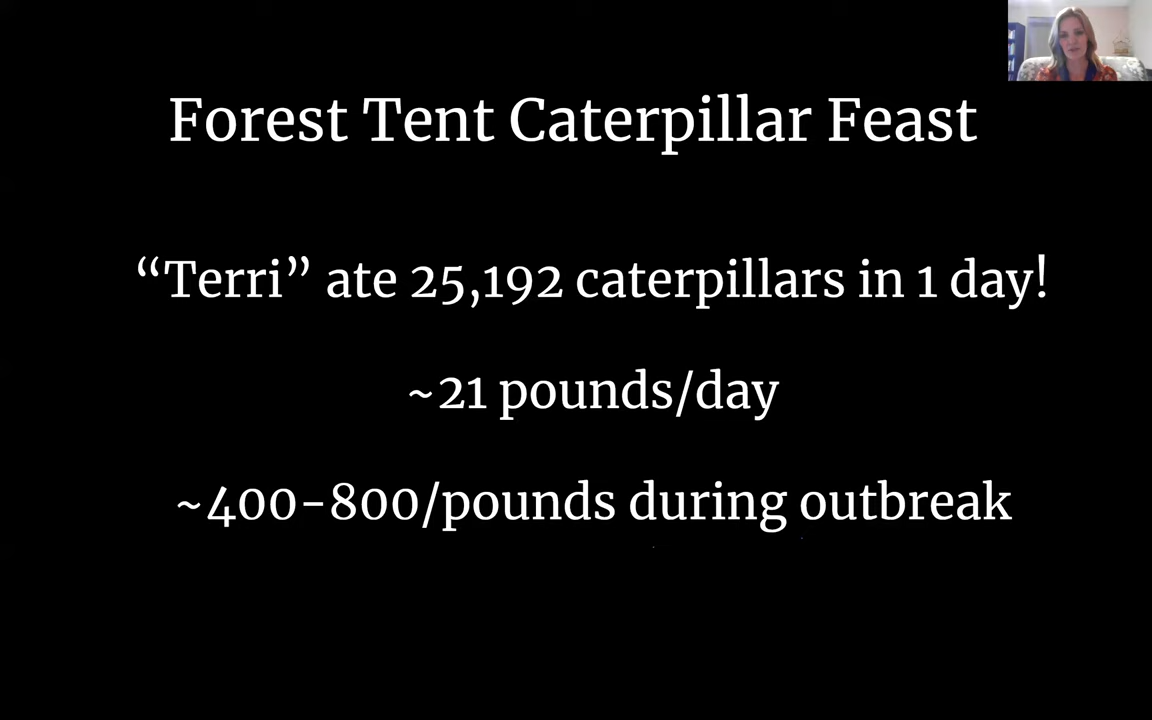 Forest Tent Caterpillar Feast
“Terri” ate 25,192 caterpillars in 1 day!
~21 pounds/day
~400-800/pounds during outbreak